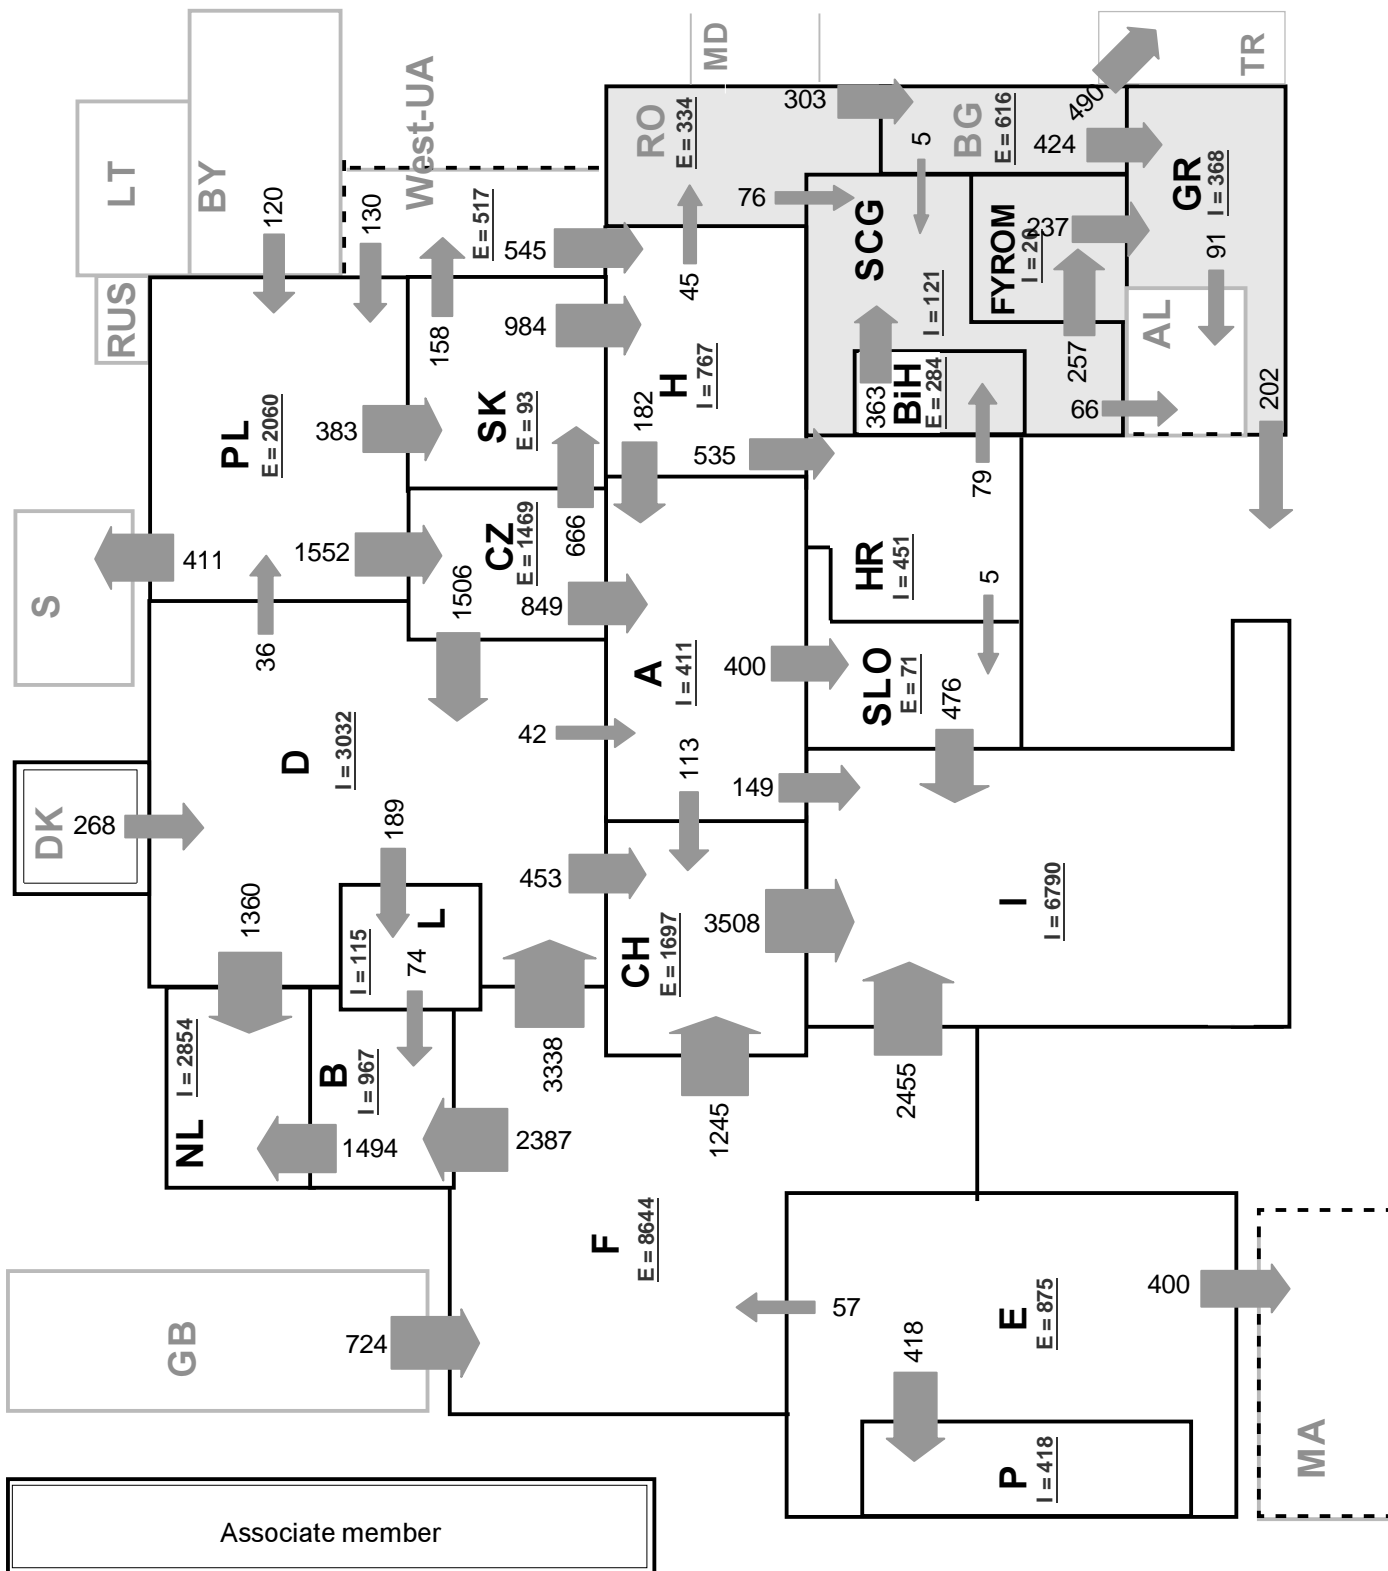 MD
TR
LT
BY
West-UA
RO
E = 334
303
BG
E = 616
5
490
424
GR
I = 368
120
130
E = 517
545
76
SCG
I = 121
FYROM
I = 20
237
91
45
RUS
158
984
AL
257
202
PL
E = 2060
383
SK
E = 93
H
I = 767
182
363
BiH
E = 284
66
535
79
S
411
1552
CZ
E = 1469
666
1506
849
HR
I = 451
5
36
A
I = 411
400
SLO
E = 71
476
D
I = 3032
42
113
149
DK
268
189
453
1360
L
I = 115
74
CH
E = 1697
3508
I
I = 6790
3338
2455
1245
NL
I = 2854
B
I = 967
1494
2387
F
E = 8644
GB
724
57
E
E = 875
400
418
P
I = 418
MA
Associate member